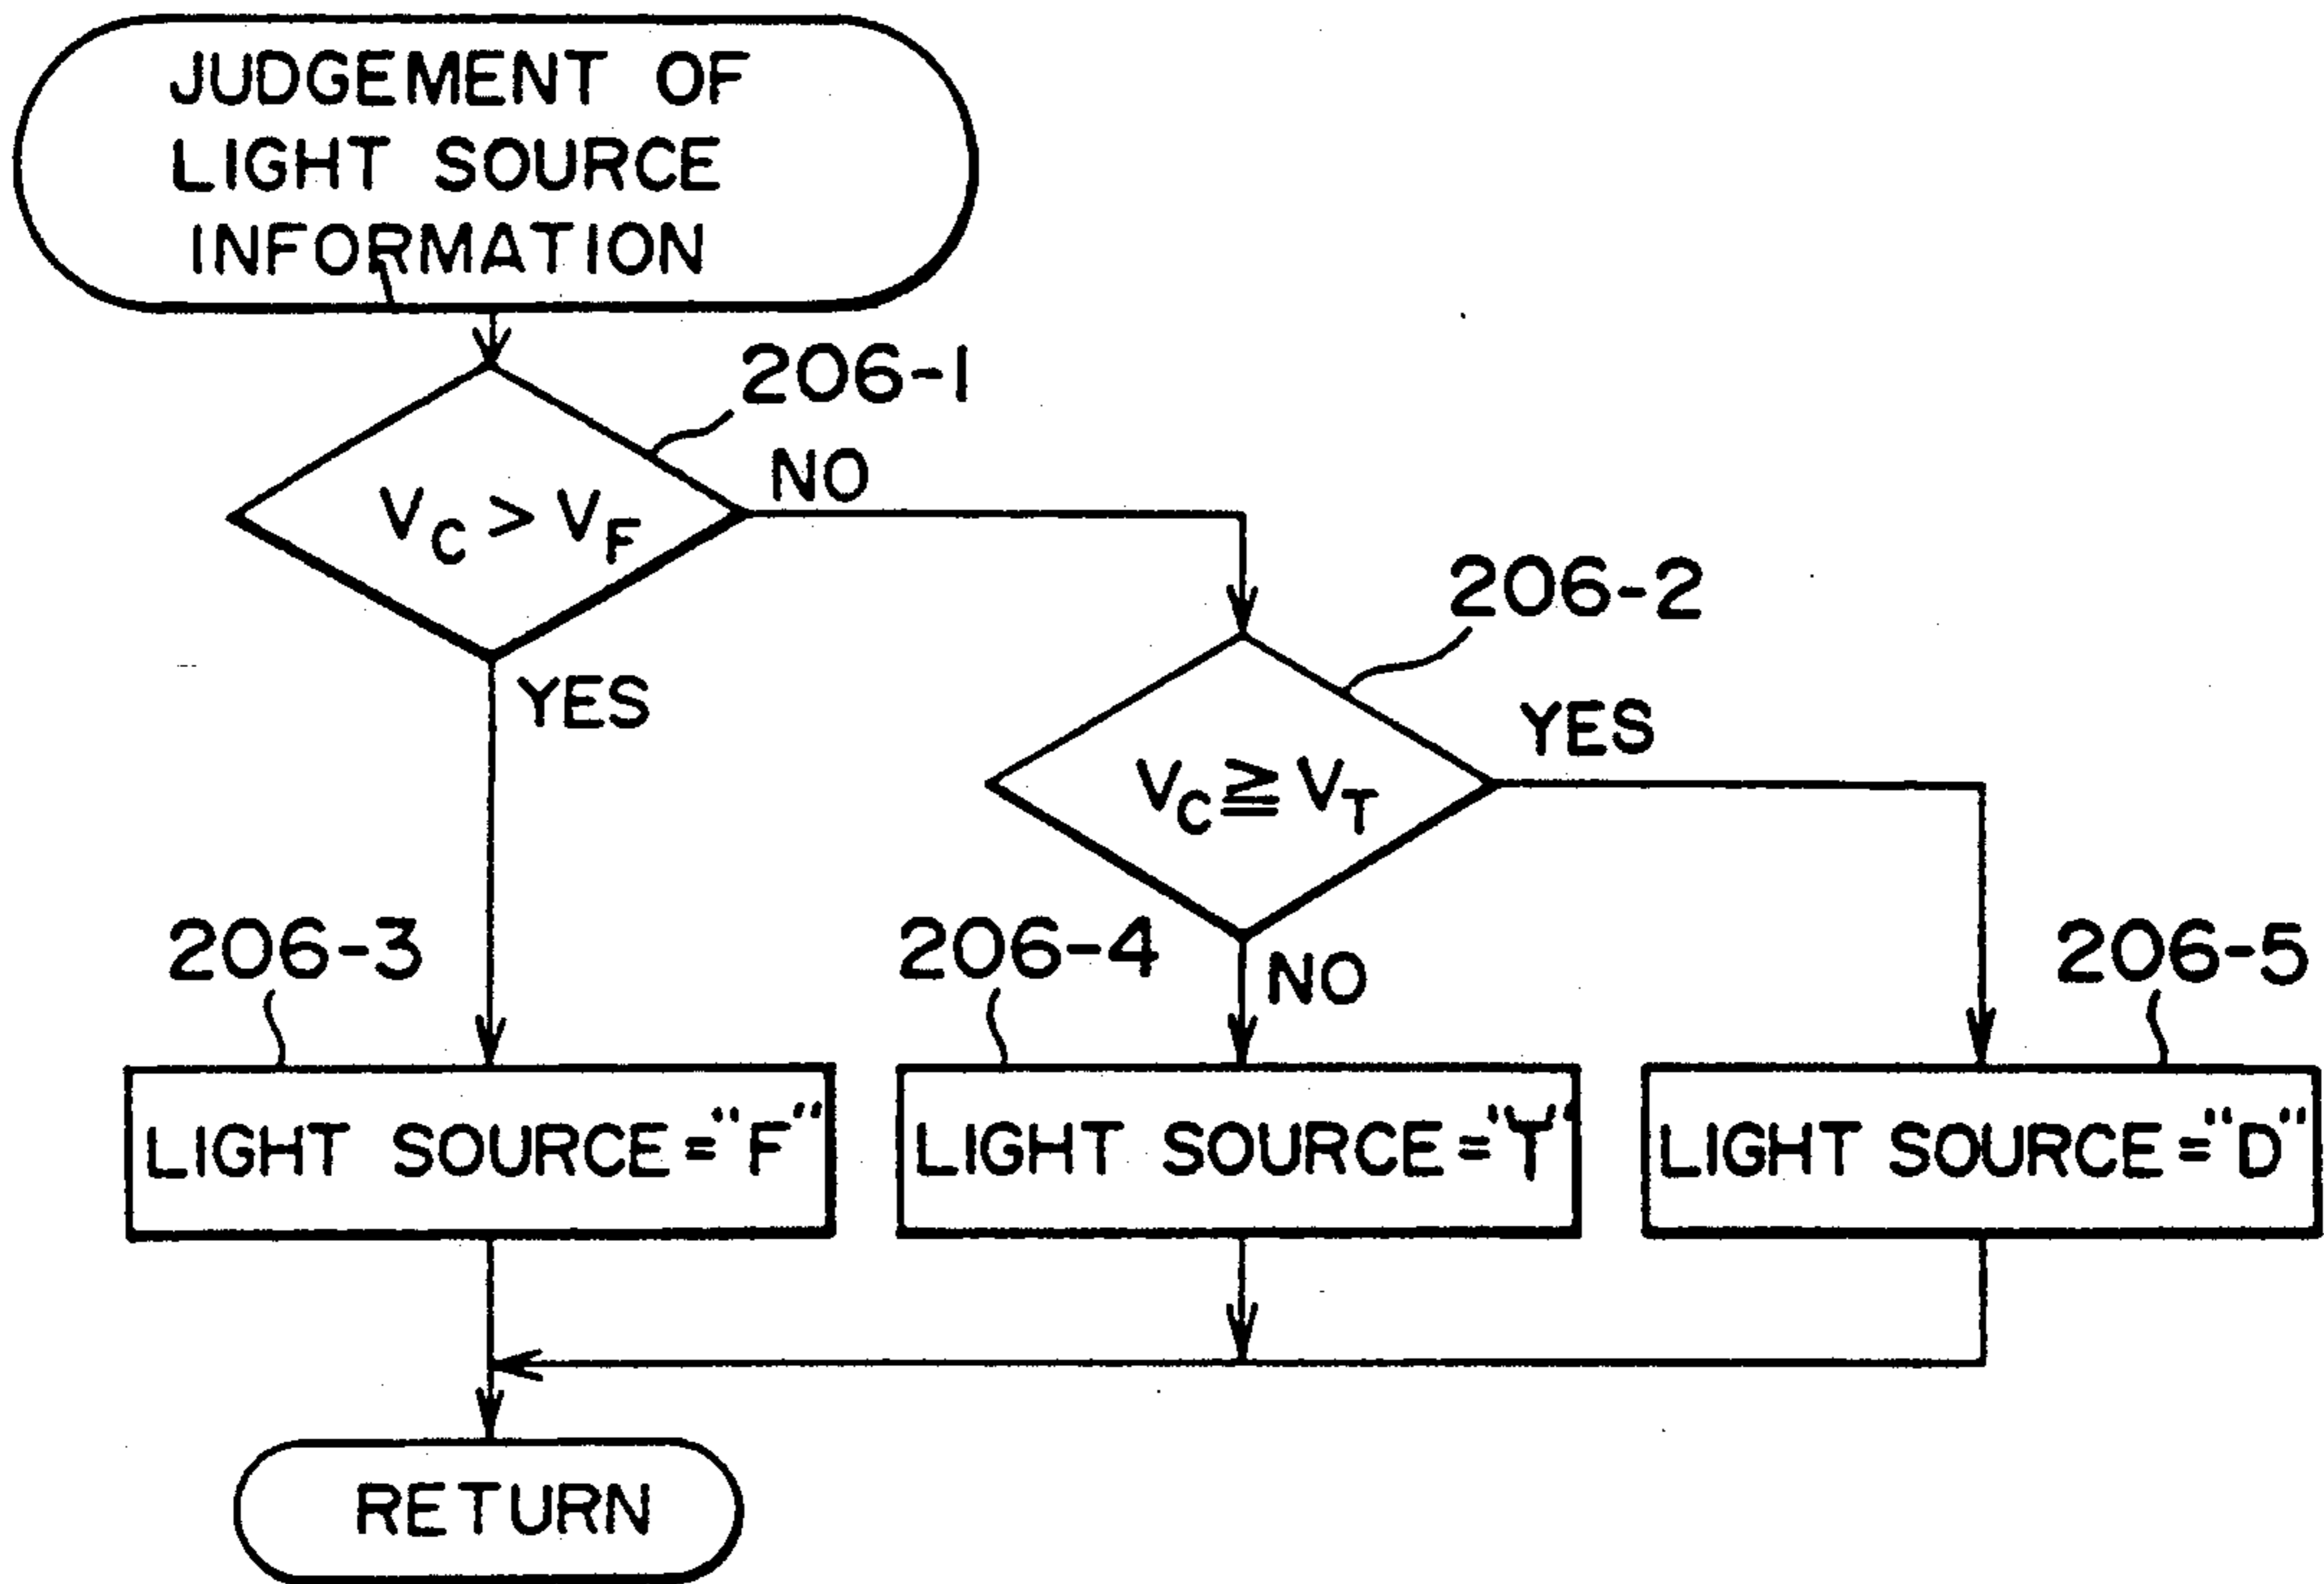 JUDGEMENT OF
LIGHT SOURCE
INFORMATION
206-1
NO
VC > VF
206-2
YES
YES
VC ≧ VT
206-3
206-4
NO
206-5
LIGHT SOURCE="F"
LIGHT SOURCE="T"
LIGHT SOURCE="D"
RETURN